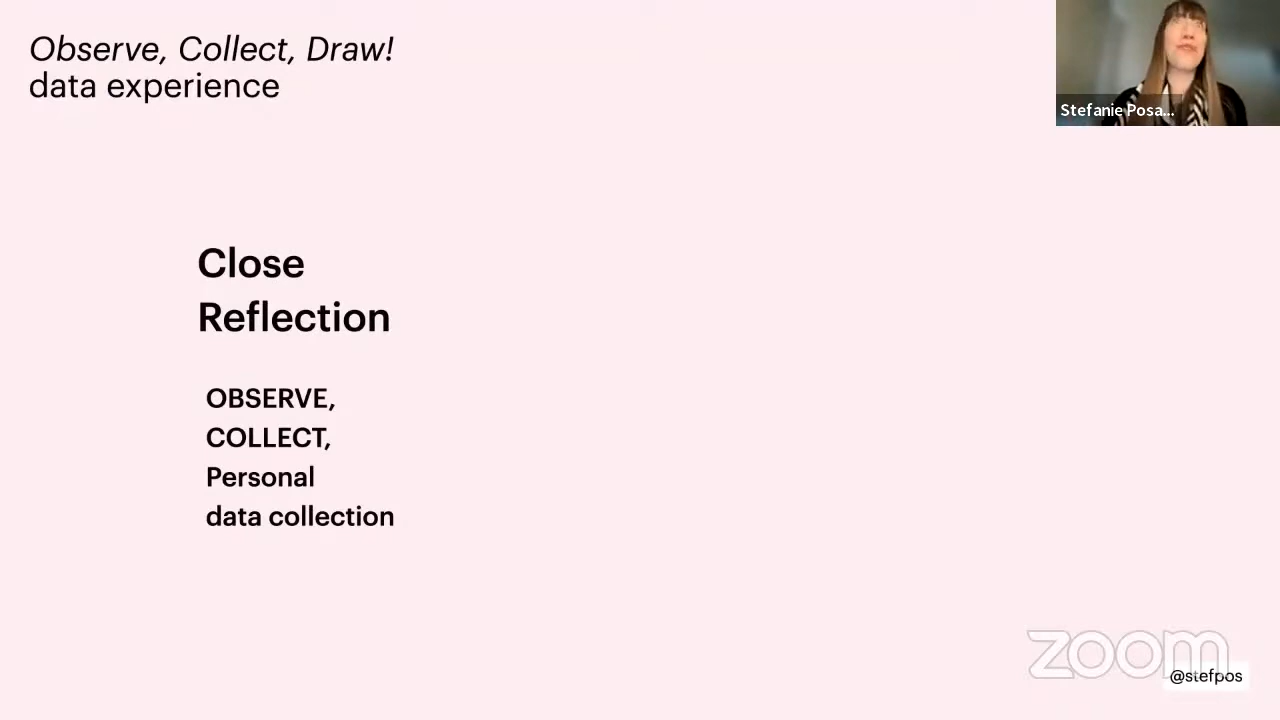 Observe, Collect, Draw!
data experience
Stefanie Posa...
Close
Reflection
OBSERVE,
COLLECT,
Personal
data collection
zoom
@stefpos